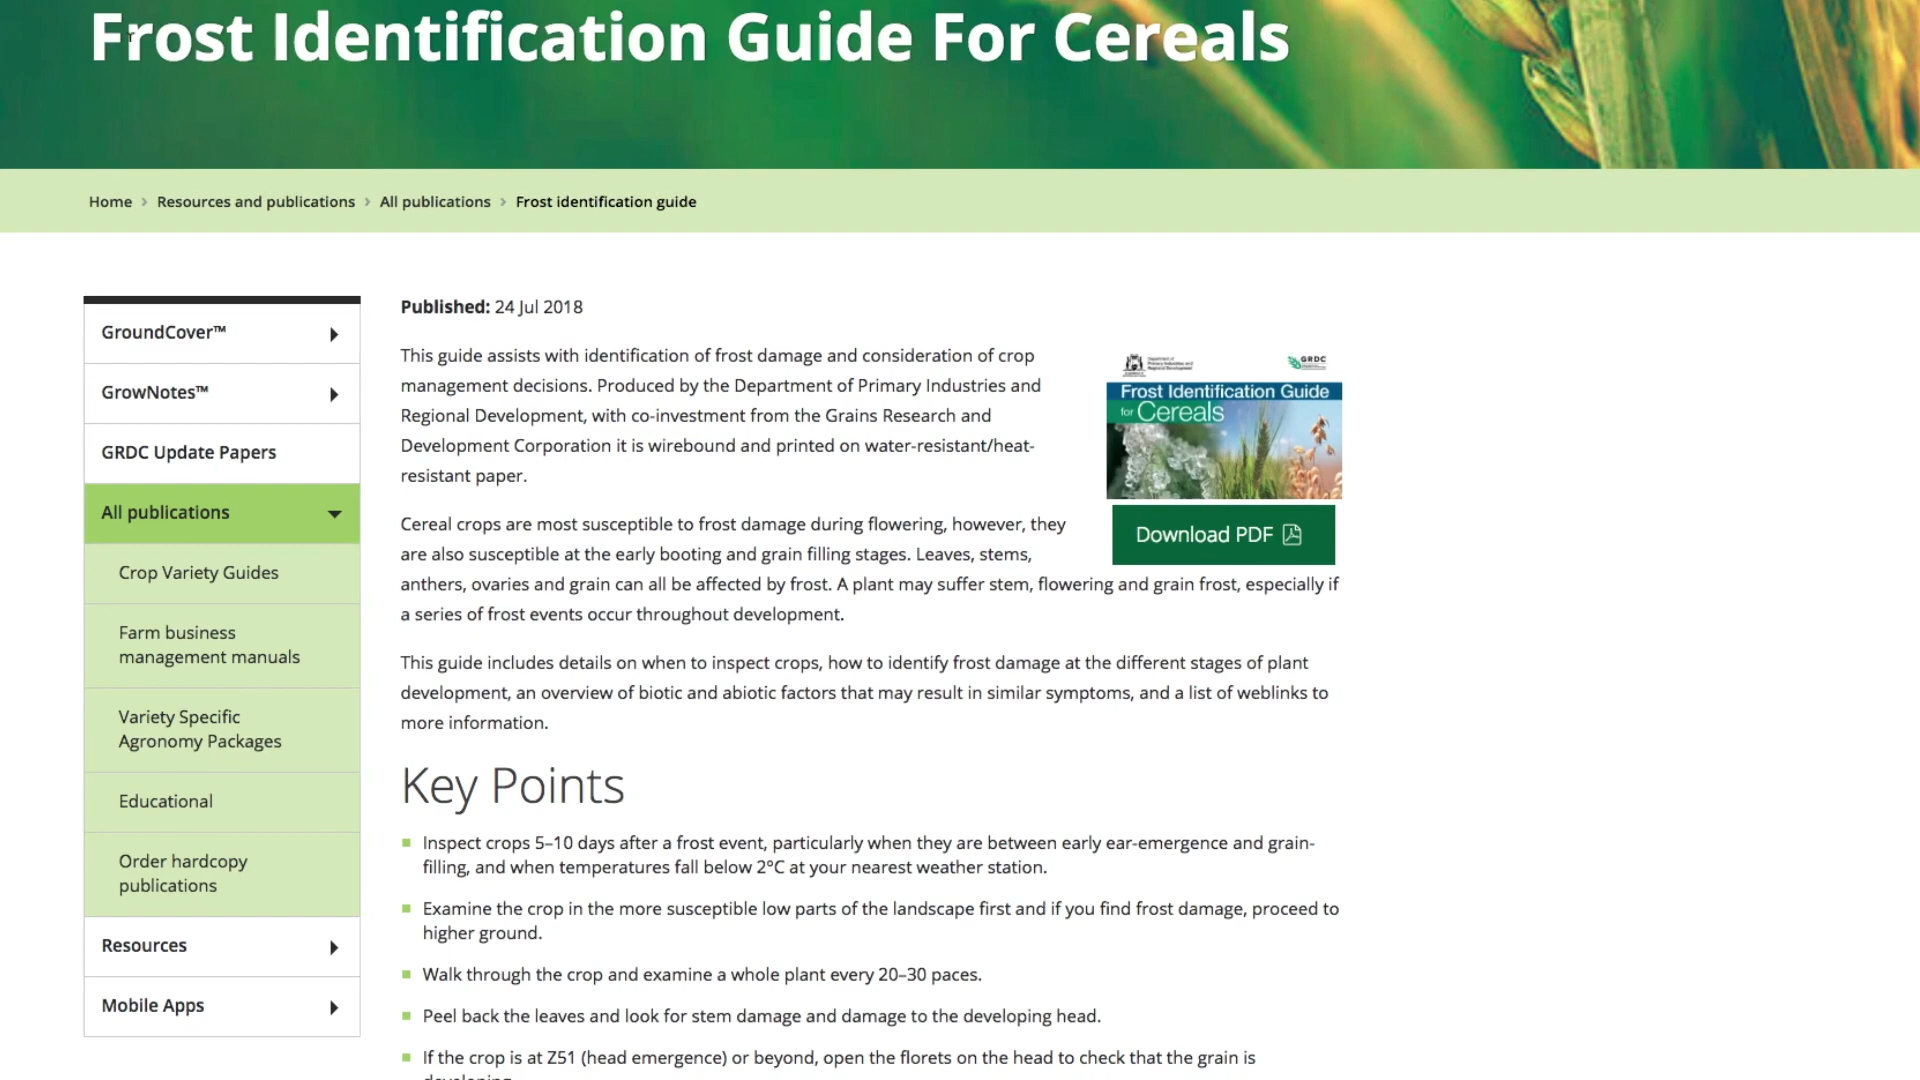 Frost Identification Guide For Cereals
Home › Resources and publications › All publications › Frost identification guide
GroundCover™
GrowNotes™
GRDC Update Papers
All publications
Crop Variety Guides
Farm business
management manuals
Variety Specific
Agronomy Packages
Educational
Order hardcopy
publications
Resources
Mobile Apps
Published: 24 Jul 2018
This guide assists with identification of frost damage and consideration of crop
management decisions. Produced by the Department of Primary Industries and
Regional Development, with co-investment from the Grains Research and
Development Corporation it is wirebound and printed on water-resistant/heat-
resistant paper.
Department of
Primary Industries and
Regional Development
GRDC
Frost Identification Guide
for Cereals
Download PDF
Cereal crops are most susceptible to frost damage during flowering, however, they
are also susceptible at the early booting and grain filling stages. Leaves, stems,
anthers, ovaries and grain can all be affected by frost. A plant may suffer stem, flowering and grain frost, especially if
a series of frost events occur throughout development.
This guide includes details on when to inspect crops, how to identify frost damage at the different stages of plant
development, an overview of biotic and abiotic factors that may result in similar symptoms, and a list of weblinks to
more information.
Key Points
Inspect crops 5–10 days after a frost event, particularly when they are between early ear-emergence and grain-
filling, and when temperatures fall below 2°C at your nearest weather station.
Examine the crop in the more susceptible low parts of the landscape first and if you find frost damage, proceed to
higher ground.
Walk through the crop and examine a whole plant every 20–30 paces.
Peel back the leaves and look for stem damage and damage to the developing head.
If the crop is at Z51 (head emergence) or beyond, open the florets on the head to check that the grain is
developing.